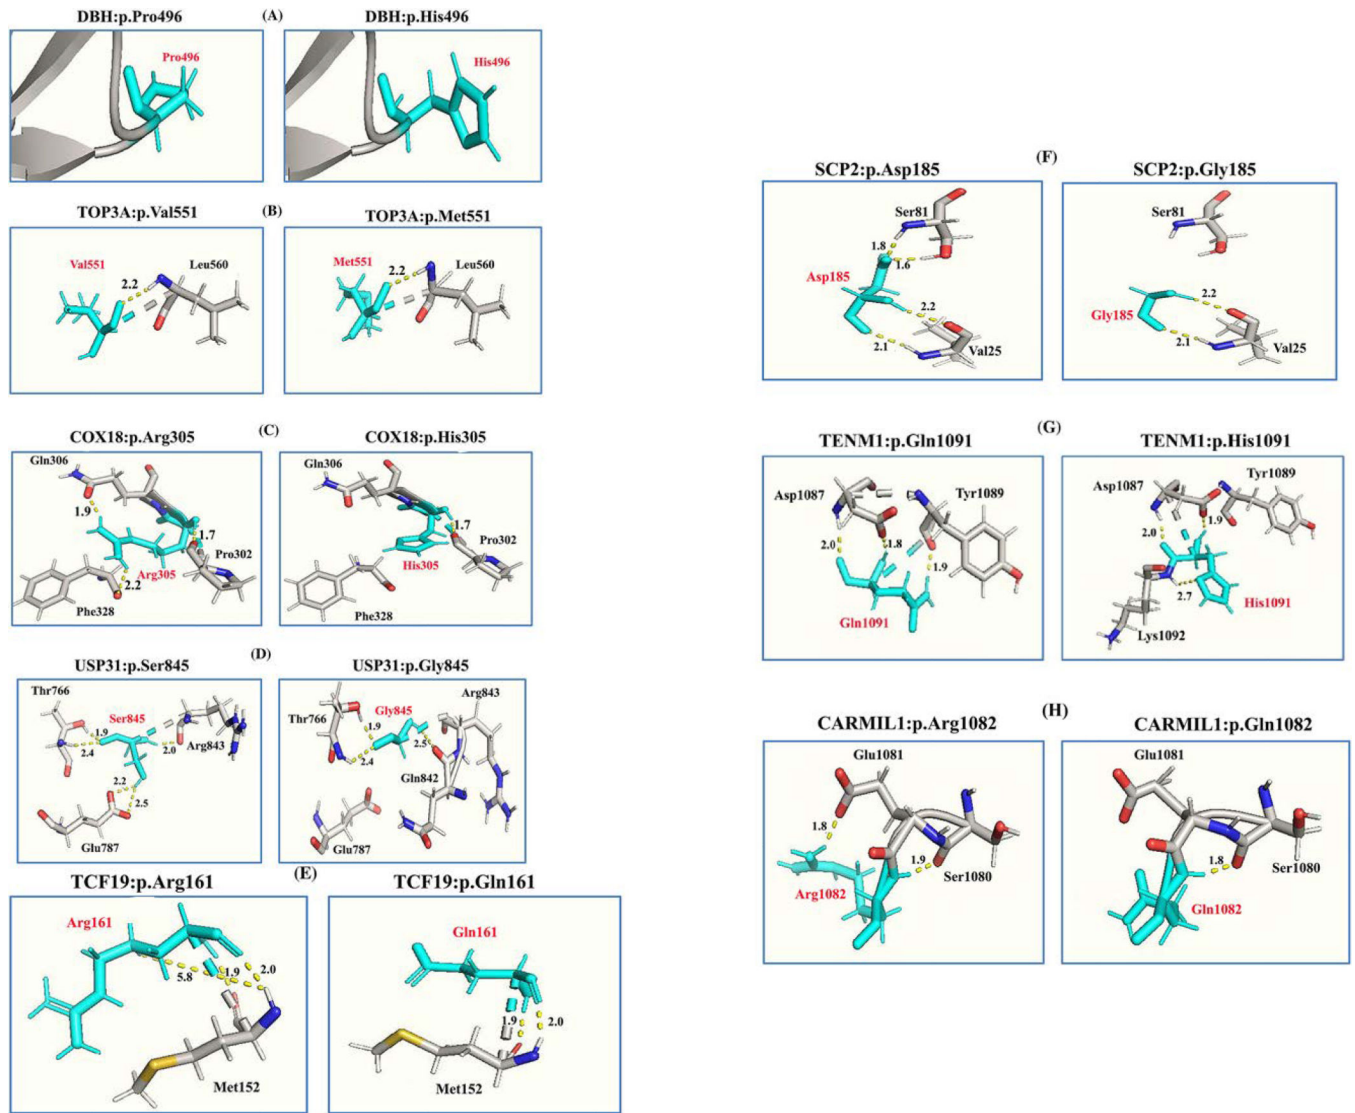 DBH:p.Pro496 (A) DBH:p.His496
Pro496
His496
TOP3A:p.Val551 (B) TOP3A:p.Met551
Val551
Leu560
2.2
Met551
Leu560
2.2
COX18:p.Arg305 (C) COX18:p.His305
Gln306
1.9
1.7
Pro302
Arg305
2.2
Phe328
Gln306
1.7
Pro302
His305
Phe328
USP31:p.Ser845 (D) USP31:p.Gly845
Thr766
Ser845
1.9
2.4
2.0
Arg843
2.2
2.5
Glu787
Arg843
Gly845
Thr766
1.9
2.5
2.4
Gln842
Glu787
TCF19:p.Arg161 (E) TCF19:p.Gln161
Arg161
5.8
1.9
2.0
Met152
Gln161
1.9
2.0
Met152
(F)
SCP2:p.Asp185 SCP2:p.Gly185
Ser81
1.8
1.6
Asp185
2.2
2.1
Val25
Ser81
2.2
Gly185
2.1
Val25
(G)
TENM1:p.Gln1091 TENM1:p.His1091
Asp1087
Tyr1089
2.0
1.8
1.9
Gln1091
Tyr1089
Asp1087
1.9
2.0
2.7
His1091
Lys1092
(H)
CARMIL1:p.Arg1082 CARMIL1:p.Gln1082
Glu1081
1.8
1.9
Ser1080
Arg1082
Glu1081
1.8
Ser1080
Gln1082